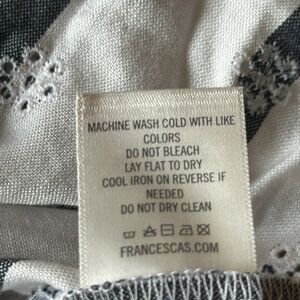 MACHINE WASH COLD WITH LIKE
COLORS
DO NOT BLEACH
LAY FLAT TO DRY
COOL IRON ON REVERSE IF
NEEDED
DO NOT DRY CLEAN
FRANCESCAS.COM